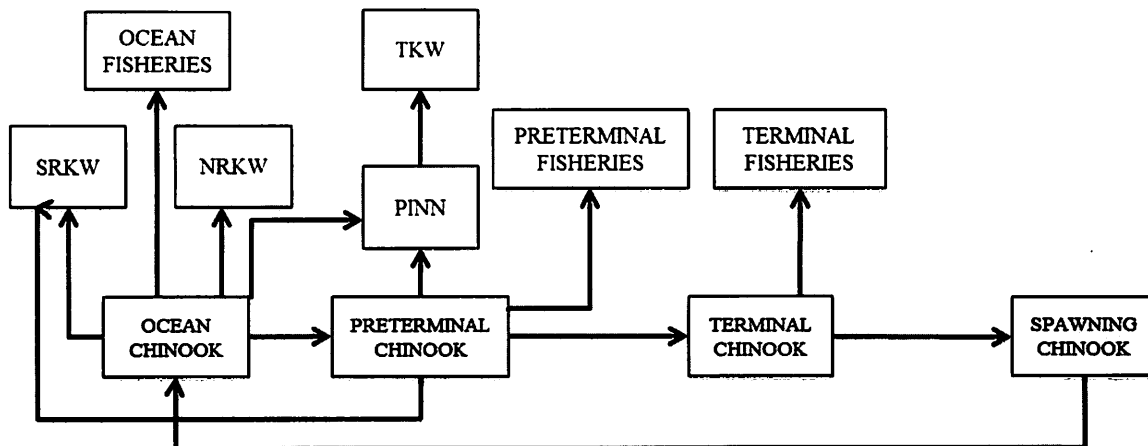 OCEAN
FISHERIES
TKW
PRETERMINAL
FISHERIES
TERMINAL
FISHERIES
SRKW
NRKW
PINN
OCEAN
CHINOOK
PRETERMINAL
CHINOOK
TERMINAL
CHINOOK
SPAWNING
CHINOOK